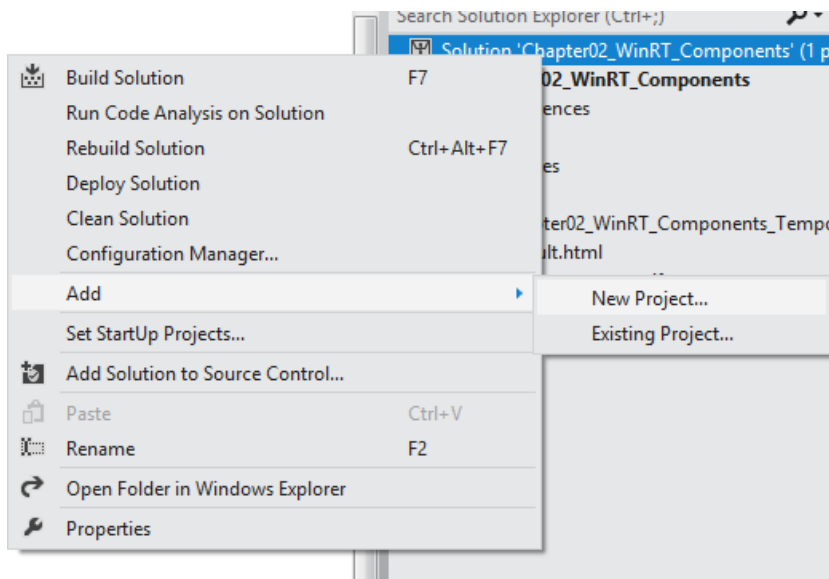 Search Solution Explorer (Ctrl+;)
Solution 'Chapter02_WinRT_Components' (1 p
Build Solution F7
02_WinRT_Components
Run Code Analysis on Solution
ences
Rebuild Solution Ctrl+Alt+F7
es
Deploy Solution
Clean Solution
ter02_WinRT_Components_Tempo
Configuration Manager...
ult.html
Add
New Project...
Set StartUp Projects...
Existing Project...
Add Solution to Source Control...
Paste Ctrl+V
Rename F2
Open Folder in Windows Explorer
Properties